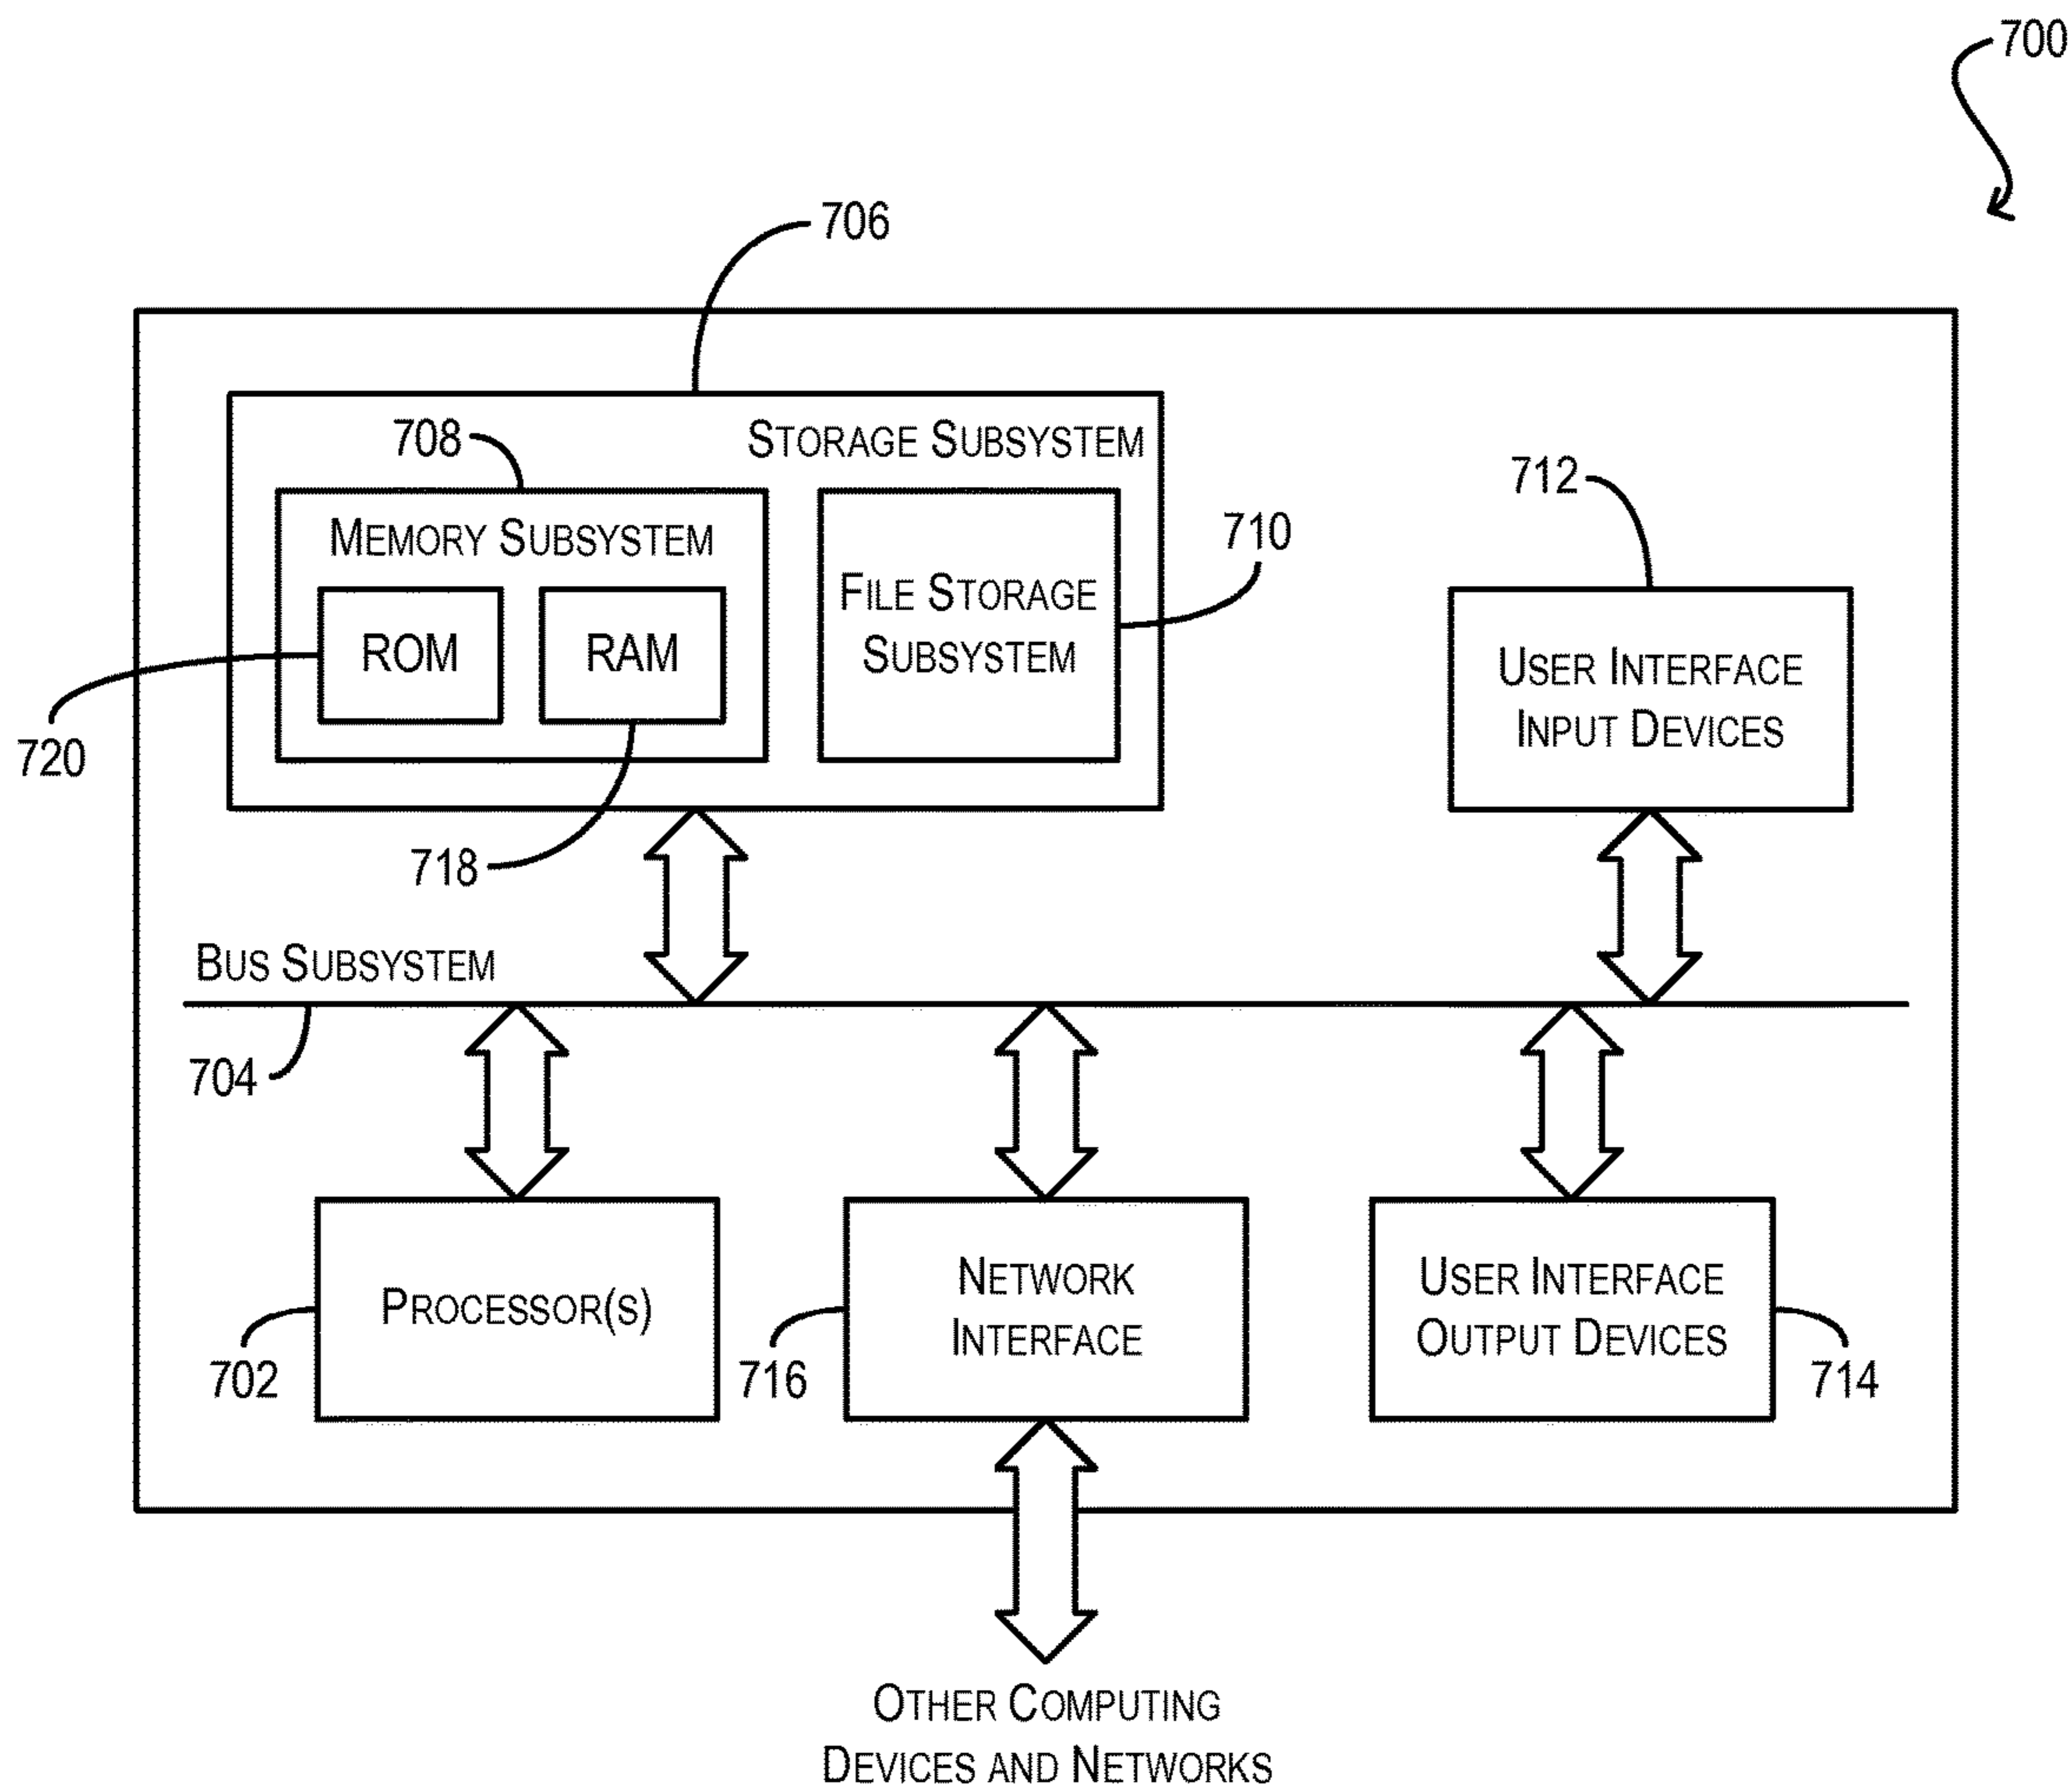 700
706
708
STORAGE SUBSYSTEM
712
MEMORY SUBSYSTEM
710
FILE STORAGE
SUBSYSTEM
ROM
RAM
USER INTERFACE
INPUT DEVICES
720
718
BUS SUBSYSTEM
704
PROCESSOR(S)
702
NETWORK
INTERFACE
716
USER INTERFACE
OUTPUT DEVICES
714
OTHER COMPUTING
DEVICES AND NETWORKS